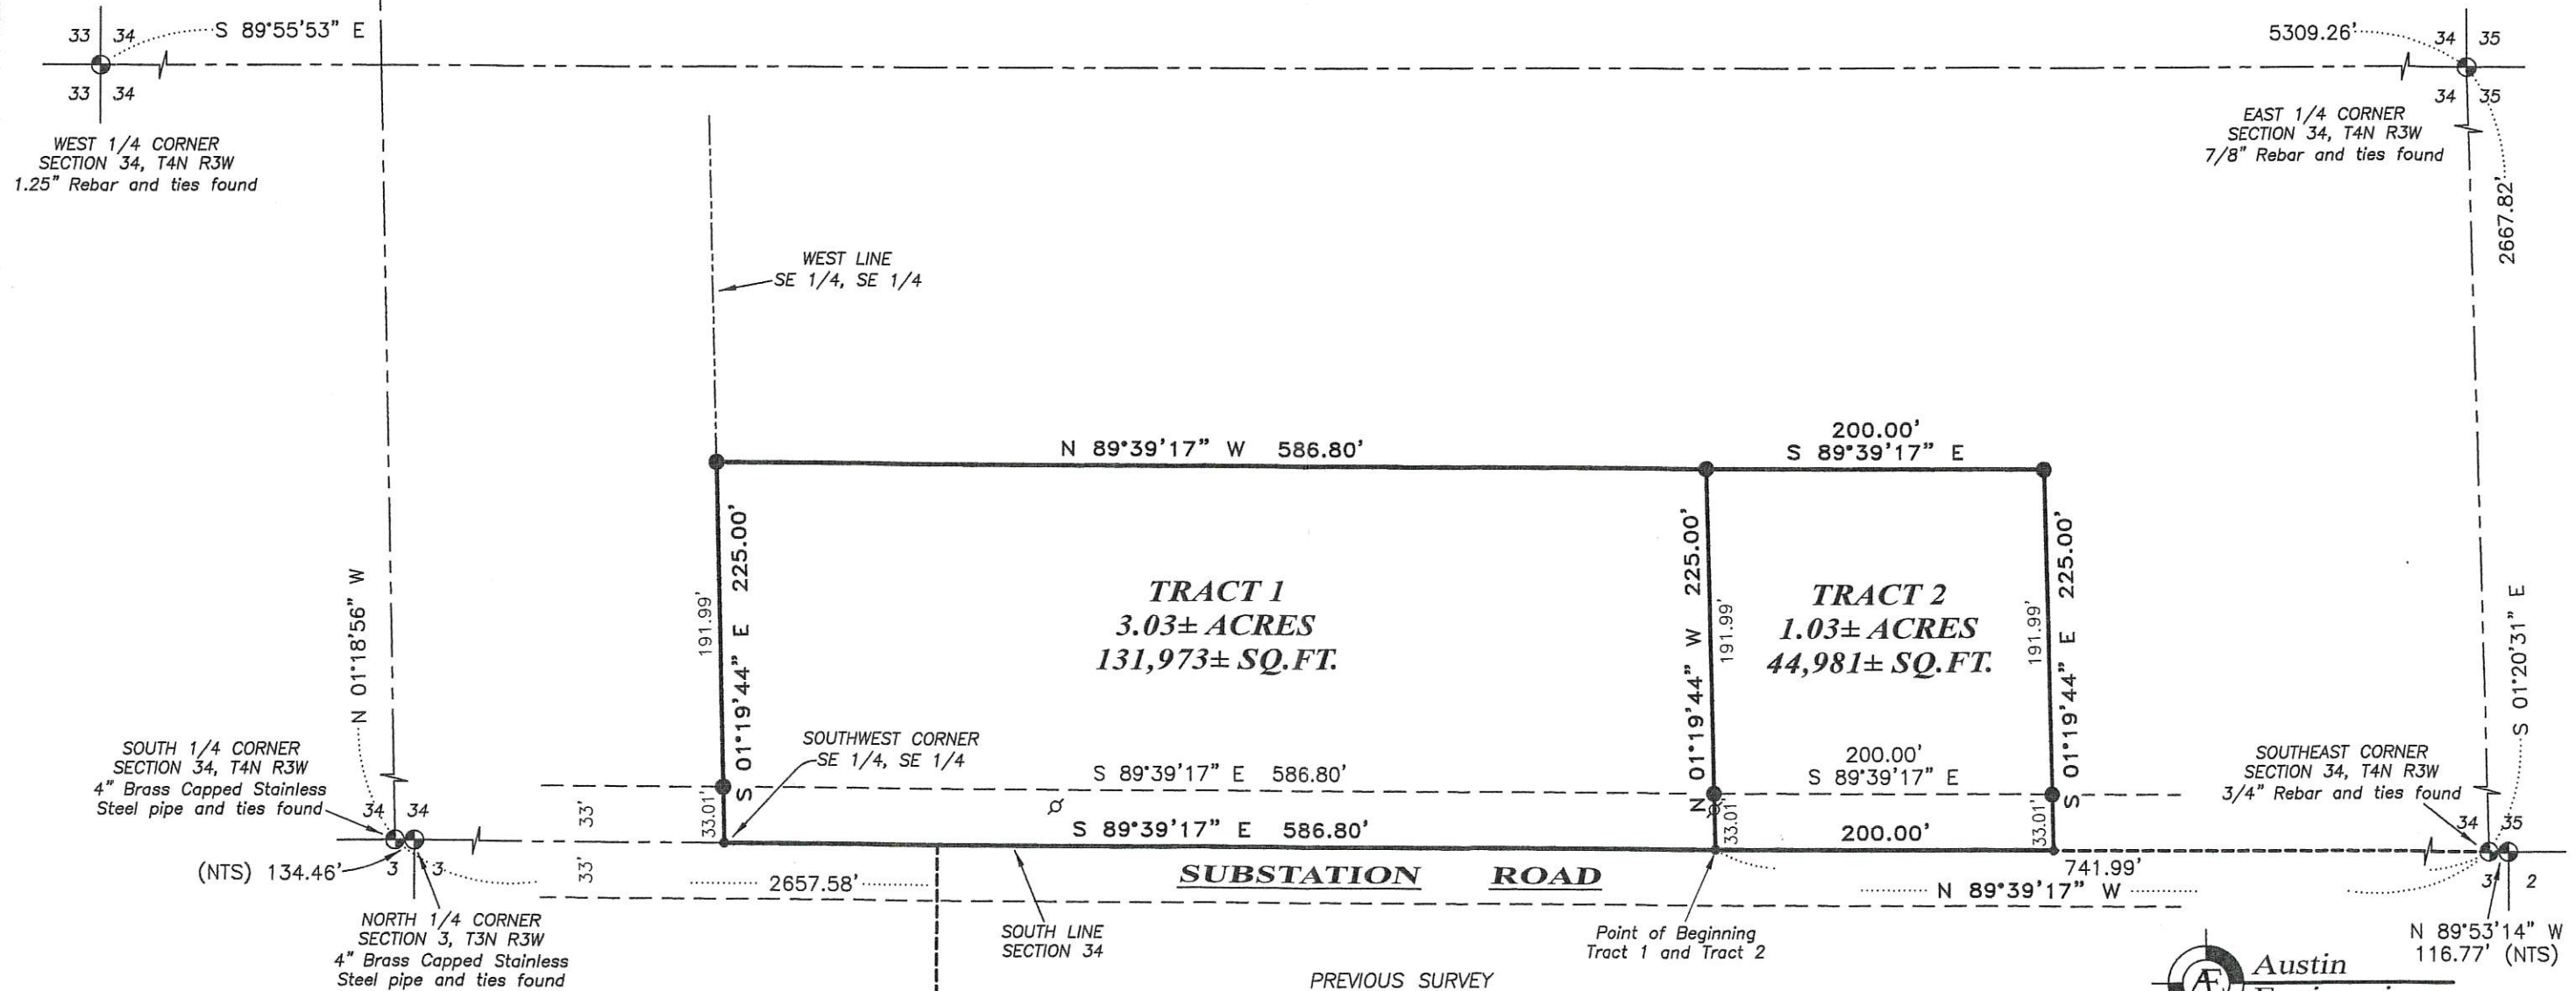 33 34
S 89°55'53" E
33 34
WEST 1/4 CORNER
SECTION 34, T4N R3W
1.25" Rebar and ties found
5309.26'
34 35
34 35
EAST 1/4 CORNER
SECTION 34, T4N R3W
7/8" Rebar and ties found
2667.82'
WEST LINE
SE 1/4, SE 1/4
N 89°39'17" W 586.80'
200.00'
S 89°39'17" E
191.99'
S 01°19'44" E 225.00'
TRACT 1
3.03± ACRES
131,973± SQ.FT.
N 01°19'44" W 225.00'
191.99'
TRACT 2
1.03± ACRES
44,981± SQ.FT.
191.99'
S 01°19'44" E 225.00'
N 01°18'56" W
S 01°20'31" E
SOUTH 1/4 CORNER
SECTION 34, T4N R3W
4" Brass Capped Stainless
Steel pipe and ties found
34 34
SOUTHWEST CORNER
SE 1/4, SE 1/4
S 89°39'17" E 586.80'
200.00'
S 89°39'17" E
SOUTHEAST CORNER
SECTION 34, T4N R3W
3/4" Rebar and ties found
34 35
33'
33.01'
33.01'
33.01'
S 89°39'17" E 586.80'
200.00'
(NTS) 134.46'
3 3
33'
2657.58'
SUBSTATION ROAD
741.99'
N 89°39'17" W
3 2
NORTH 1/4 CORNER
SECTION 3, T3N R3W
4" Brass Capped Stainless
Steel pipe and ties found
SOUTH LINE
SECTION 34
Point of Beginning
Tract 1 and Tract 2
N 89°53'14" W
116.77' (NTS)
PREVIOUS SURVEY
AE
Austin